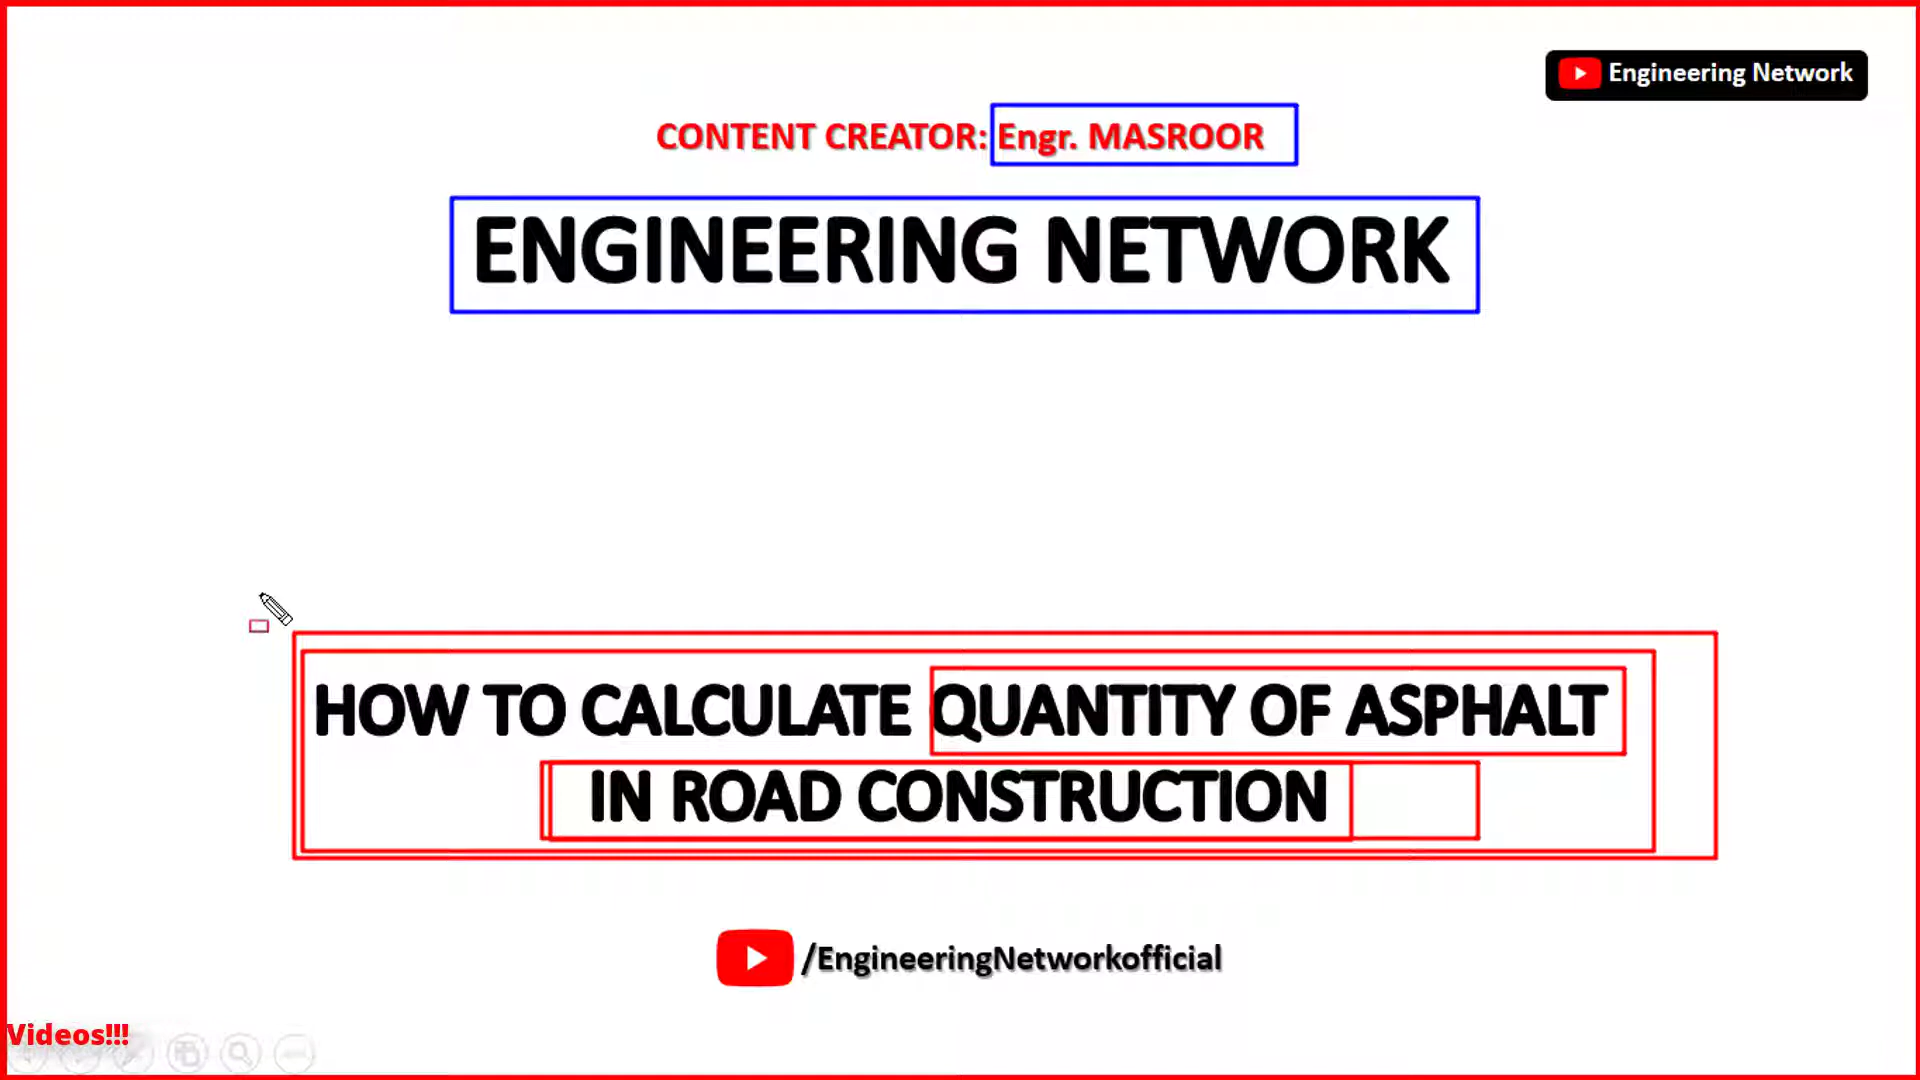 Engineering Network
CONTENT CREATOR: Engr. MASROOR
ENGINEERING NETWORK
HOW TO CALCULATE QUANTITY OF ASPHALT
IN ROAD CONSTRUCTION
/EngineeringNetworkofficial
Videos!!!